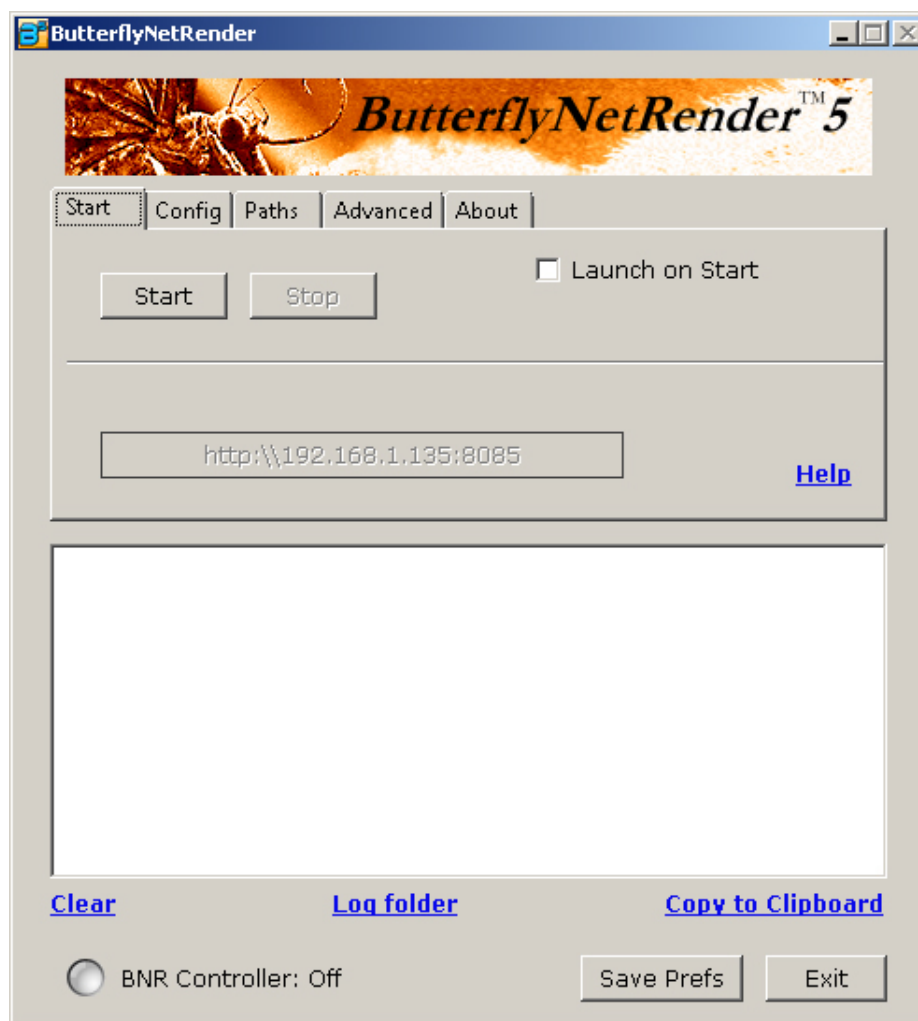 ButterflyNetRender
ButterflyNetRender™ 5
Start Config Paths Advanced About
Start Stop Launch on Start
http:\\192.168.1.135:8085
Help
Clear Log folder Copy to Clipboard
BNR Controller: Off Save Prefs Exit